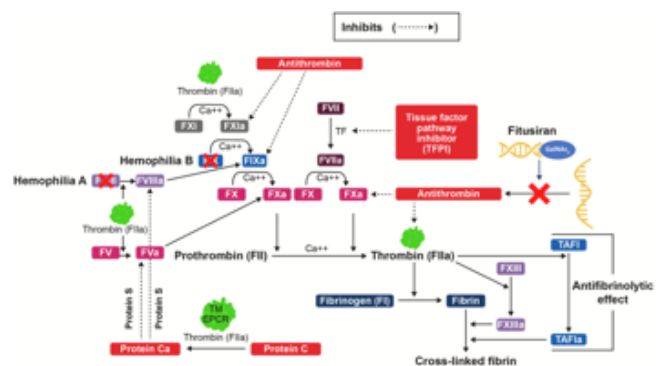 Inhibits (----------->)
Antithrombin
Thrombin (FIIa)
Ca++
FXI
FXIa
FVII
Ca++
TF
Tissue factor
pathway
inhibitor
(TFPI)
Fitusiran
Hemophilia B
FIXa
FVIIa
Hemophilia A
FVIIIa
Ca++
Ca++
FX
FXa
FX
FXa
Antithrombin
Thrombin (FIIa)
FV
FVa
Prothrombin (FII)
Ca++
Thrombin (FIIa)
TAFI
FXIII
Antifibrinolytic
effect
Protein S
Protein S
Fibrinogen (FI)
Fibrin
TM
EPCR
FXIIIa
Thrombin (FIIa)
TAFIa
Protein Ca
Protein C
Cross-linked fibrin